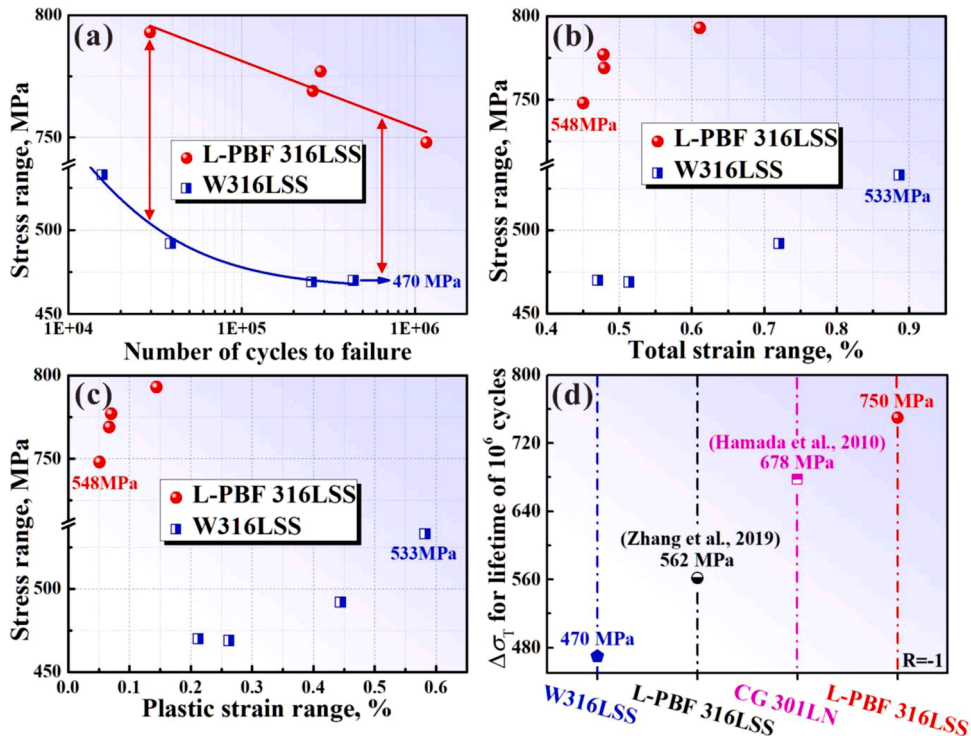 (a)
Stress range, MPa
800
750
500
450
L-PBF 316LSS
W316LSS
470 MPa
1E+04
1E+05
1E+06
Number of cycles to failure
(b)
Stress range, MPa
800
750
500
450
548MPa
L-PBF 316LSS
W316LSS
533MPa
0.4
0.5
0.6
0.7
0.8
0.9
Total strain range, %
(c)
Stress range, MPa
800
750
500
450
548MPa
L-PBF 316LSS
W316LSS
533MPa
0.0
0.1
0.2
0.3
0.4
0.5
0.6
Plastic strain range, %
(d)
Δσ_T for lifetime of 10⁶ cycles
800
720
640
560
480
750 MPa
(Hamada et al., 2010)
678 MPa
(Zhang et al., 2019)
562 MPa
470 MPa
R=-1
W316LSS
L-PBF 316LSS
CG 301LN
L-PBF 316LSS